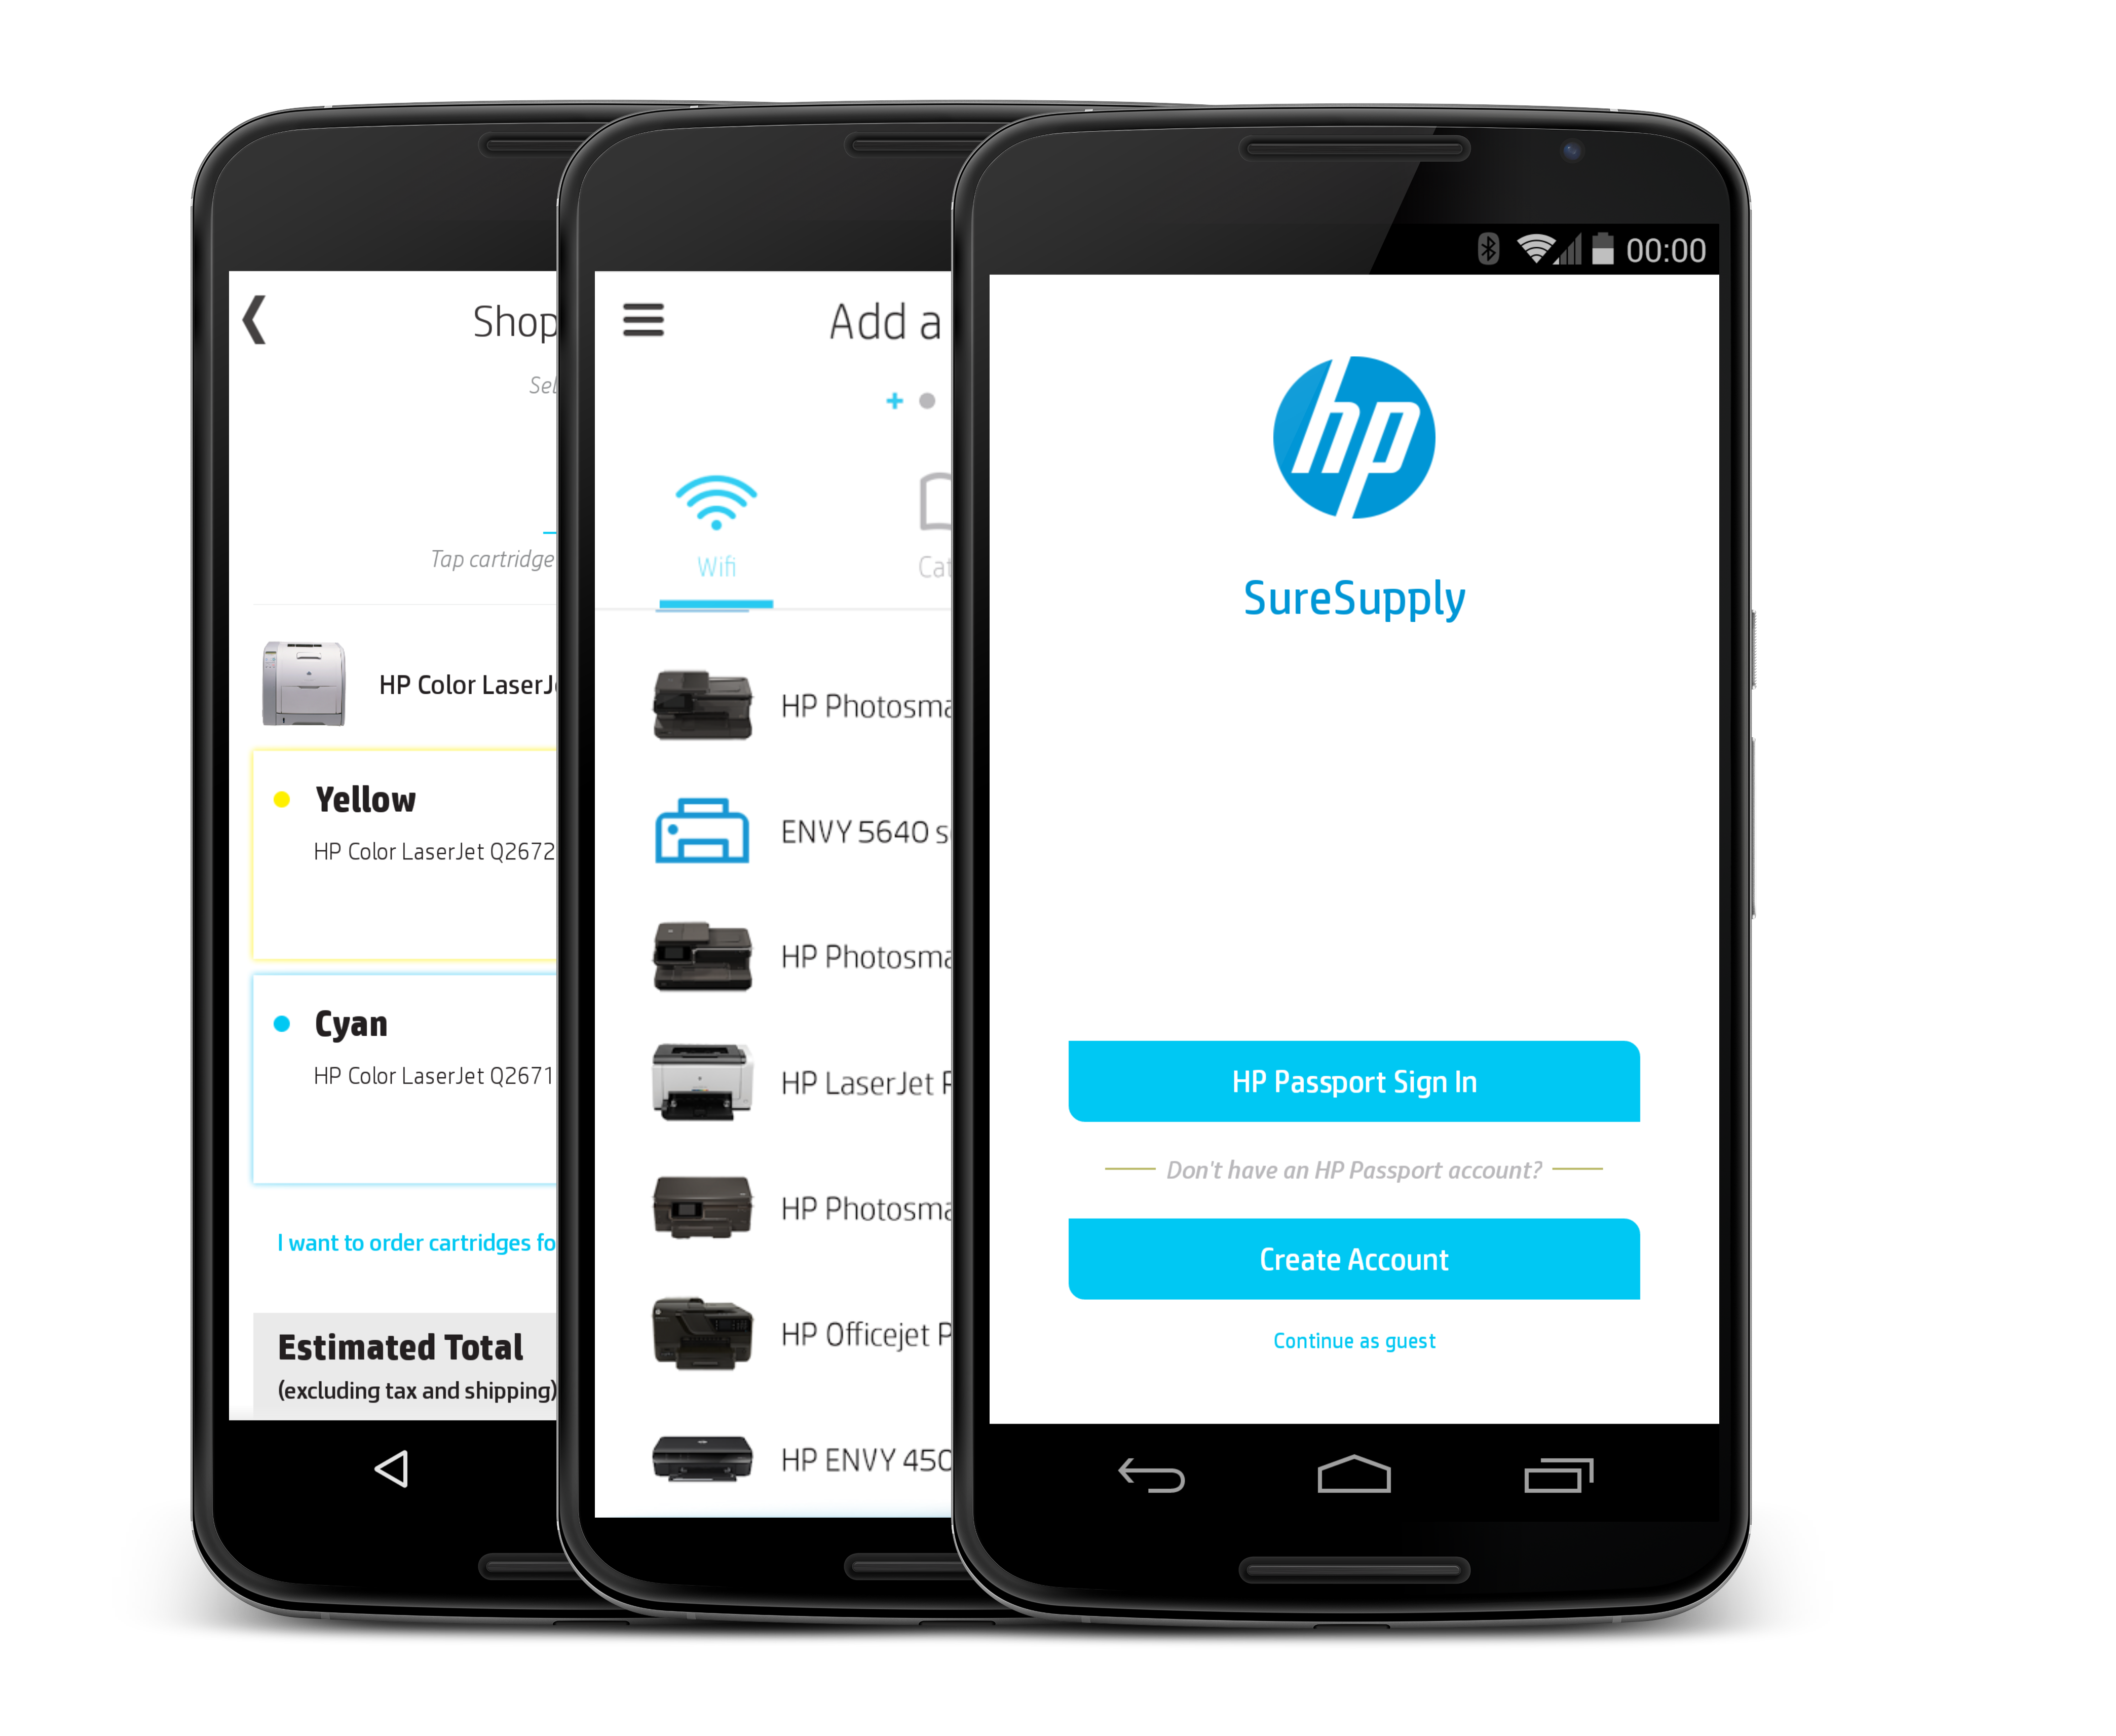 Shop
Sel
Tap cartridge
HP Color LaserJe
Yellow
HP Color LaserJet Q2672
Cyan
HP Color LaserJet Q2671
I want to order cartridges fo
Estimated Total
(excluding tax and shipping)
Add a
Wifi
Cat
HP Photosma
ENVY 5640 s
HP Photosma
HP LaserJet P
HP Photosma
HP Officejet P
HP ENVY 450
00:00
hp
SureSupply
HP Passport Sign In
Don't have an HP Passport account?
Create Account
Continue as guest